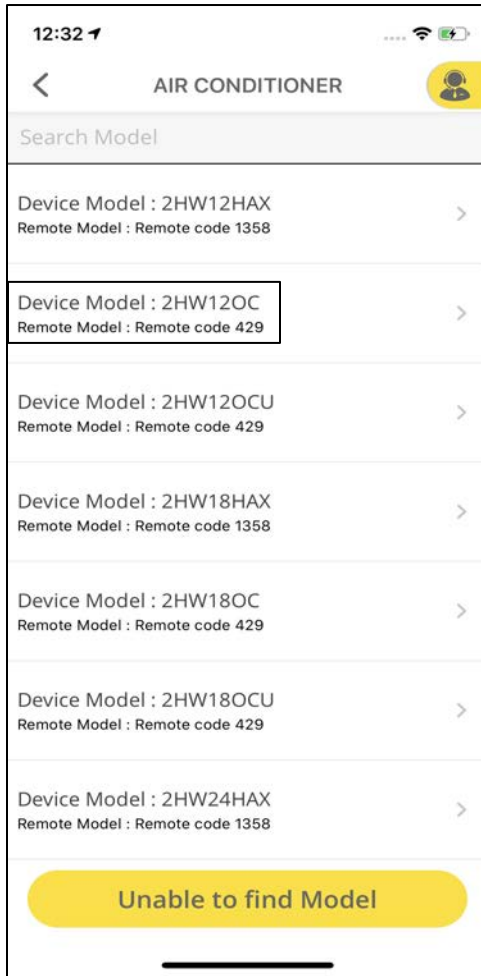 12:32
AIR CONDITIONER
Search Model
Device Model : 2HW12HAX
Remote Model : Remote code 1358
Device Model : 2HW12OC
Remote Model : Remote code 429
Device Model : 2HW12OCU
Remote Model : Remote code 429
Device Model : 2HW18HAX
Remote Model : Remote code 1358
Device Model : 2HW18OC
Remote Model : Remote code 429
Device Model : 2HW18OCU
Remote Model : Remote code 429
Device Model : 2HW24HAX
Remote Model : Remote code 1358
Unable to find Model